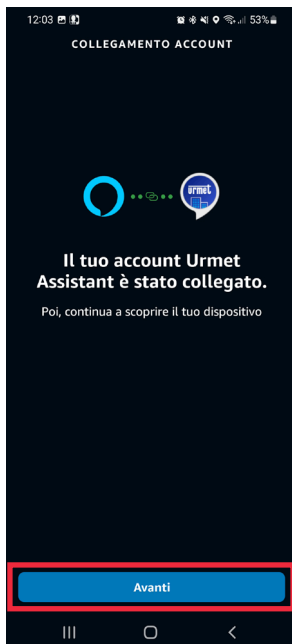 12:03 53%
COLLEGAMENTO ACCOUNT
urmet
Il tuo account Urmet
Assistant è stato collegato.
Poi, continua a scoprire il tuo dispositivo
Avanti